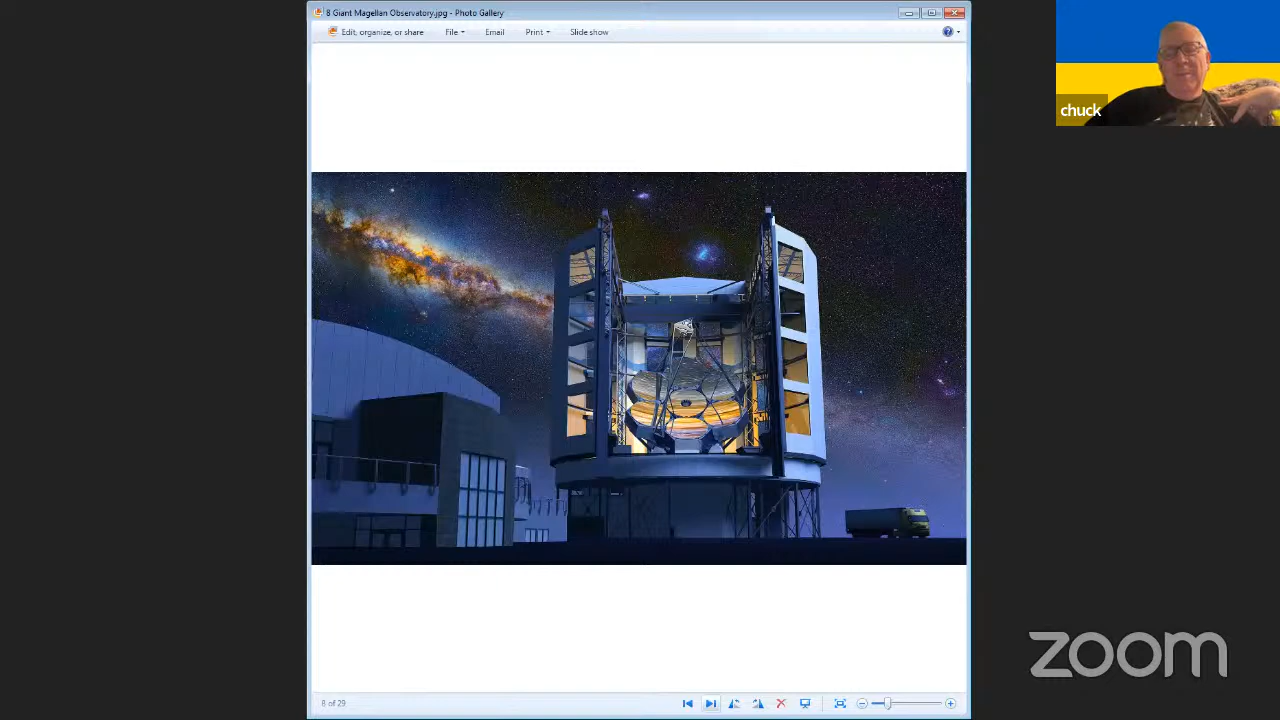 8 Giant Magellan Observatory.jpg - Photo Gallery
Edit, organize, or share File Email Print Slide show
chuck
zoom
8 of 29